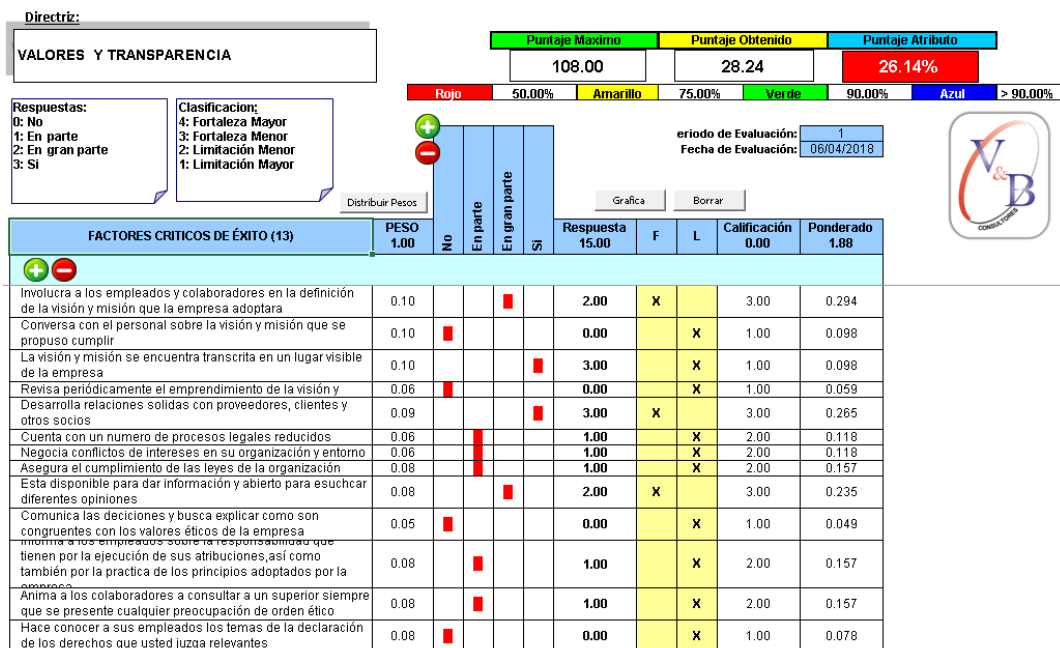 Directriz:
VALORES Y TRANSPARENCIA
Puntaje Maximo Puntaje Obtenido Puntaje Atributo
108.00 28.24 26.14%
Rojo 50.00% Amarillo 75.00% Verde 90.00% Azul > 90.00%
Respuestas:
0: No
1: En parte
2: En gran parte
3: Si
Clasificacion:
4: Fortaleza Mayor
3: Fortaleza Menor
2: Limitación Menor
1: Limitación Mayor
eriodo de Evaluación: 1
Fecha de Evaluación: 06/04/2018
V&B
CONSULTORES
Distribuir Pesos
Grafica Borrar
FACTORES CRITICOS DE ÉXITO (13) PESO No En parte En gran parte Si Respuesta F L Calificación Ponderado
1.00 15.00 0.00 1.88
Involucra a los empleados y colaboradores en la definición
de la visión y misión que la empresa adoptara 0.10 2.00 X 3.00 0.294
Conversa con el personal sobre la visión y misión que se
propuso cumplir 0.10 0.00 X 1.00 0.098
La visión y misión se encuentra transcrita en un lugar visible
de la empresa 0.10 3.00 X 1.00 0.098
Revisa periódicamente el emprendimiento de la visión y 0.06 0.00 X 1.00 0.059
Desarrolla relaciones solidas con proveedores, clientes y
otros socios 0.09 3.00 X 3.00 0.265
Cuenta con un numero de procesos legales reducidos 0.06 1.00 X 2.00 0.118
Negocia conflictos de intereses en su organización y entorno 0.06 1.00 X 2.00 0.118
Asegura el cumplimiento de las leyes de la organización 0.08 1.00 X 2.00 0.157
Esta disponible para dar información y abierto para esuchcar
diferentes opiniones 0.08 2.00 X 3.00 0.235
Comunica las deciciones y busca explicar como son
congruentes con los valores éticos de la empresa 0.05 0.00 X 1.00 0.049
Informa a los empleados sobre la responsabilidad que
tienen por la ejecución de sus atribuciones,así como
también por la practica de los principios adoptados por la
empresa 0.08 1.00 X 2.00 0.157
Anima a los colaboradores a consultar a un superior siempre
que se presente cualquier preocupación de orden ético 0.08 1.00 X 2.00 0.157
Hace conocer a sus empleados los temas de la declaración
de los derechos que usted juzga relevantes 0.08 0.00 X 1.00 0.078